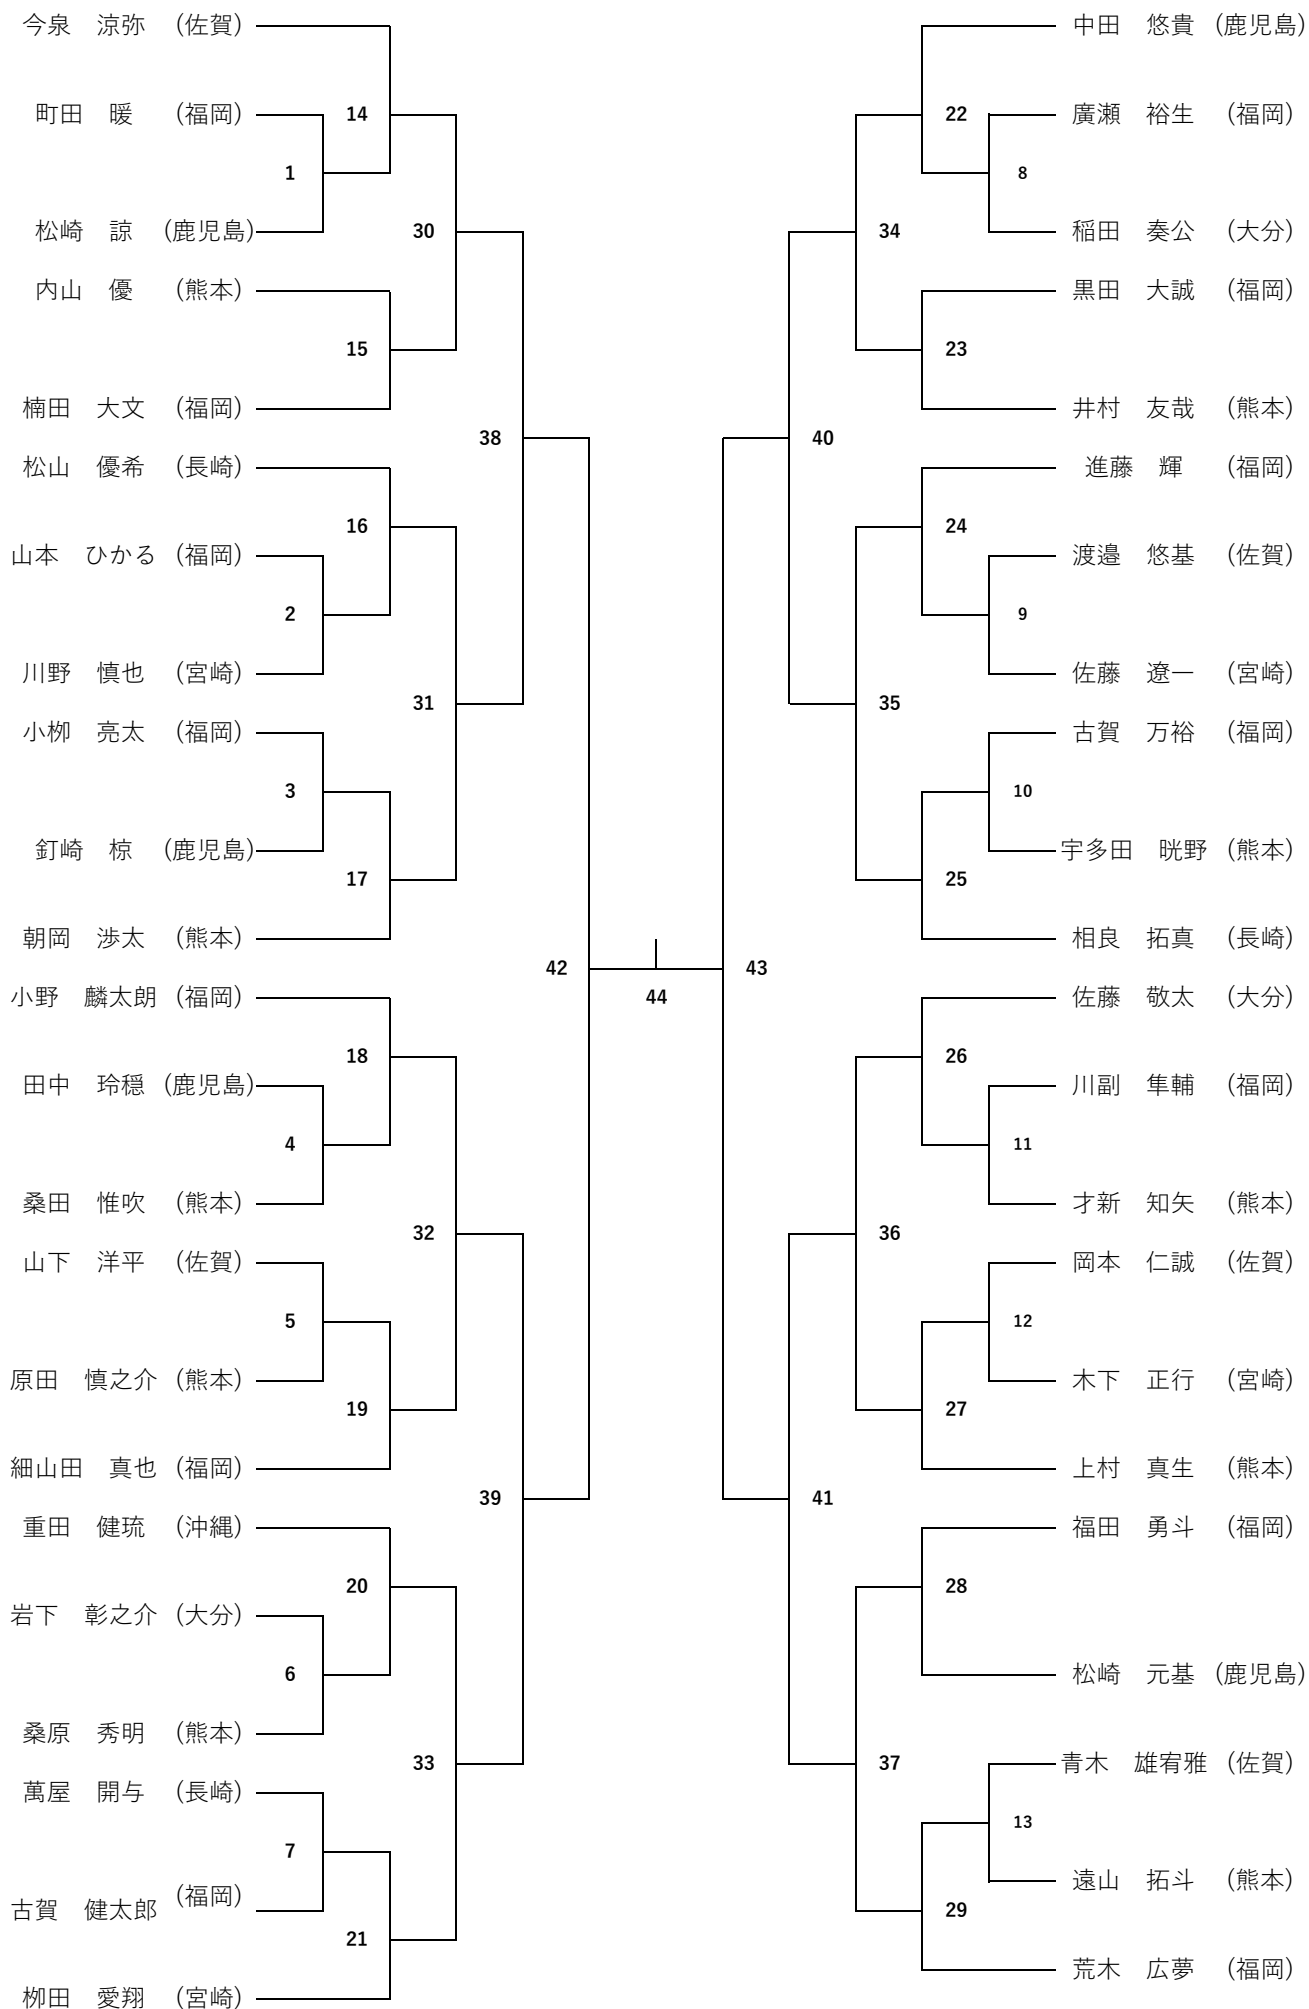 今泉　涼弥　(佐賀)
町田　暖　(福岡)
松崎　諒　(鹿児島)
内山　優　(熊本)
楠田　大文　(福岡)
松山　優希　(長崎)
山本　ひかる　(福岡)
川野　慎也　(宮崎)
小栁　亮太　(福岡)
釘崎　椋　(鹿児島)
朝岡　渉太　(熊本)
小野　麟太朗　(福岡)
田中　玲穏　(鹿児島)
桑田　惟吹　(熊本)
山下　洋平　(佐賀)
原田　慎之介　(熊本)
細山田　真也　(福岡)
重田　健琉　(沖縄)
岩下　彰之介　(大分)
桑原　秀明　(熊本)
萬屋　開与　(長崎)
古賀　健太郎　(福岡)
栁田　愛翔　(宮崎)
1
2
3
4
5
6
7
14
15
16
17
18
19
20
21
30
31
32
33
38
39
42
44
43
40
41
34
35
36
37
22
23
24
25
26
27
28
29
8
9
10
11
12
13
中田　悠貴　(鹿児島)
廣瀬　裕生　(福岡)
稲田　奏公　(大分)
黒田　大誠　(福岡)
井村　友哉　(熊本)
進藤　輝　(福岡)
渡邉　悠基　(佐賀)
佐藤　遼一　(宮崎)
古賀　万裕　(福岡)
宇多田　晄野　(熊本)
相良　拓真　(長崎)
佐藤　敬太　(大分)
川副　隼輔　(福岡)
才新　知矢　(熊本)
岡本　仁誠　(佐賀)
木下　正行　(宮崎)
上村　真生　(熊本)
福田　勇斗　(福岡)
松崎　元基　(鹿児島)
青木　雄宥雅　(佐賀)
遠山　拓斗　(熊本)
荒木　広夢　(福岡)